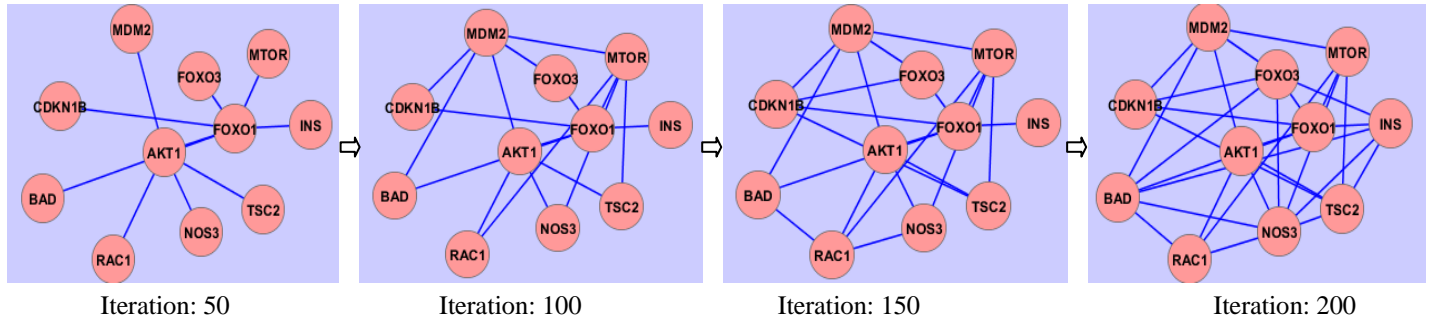 MDM2
MTOR
FOXO3
CDKN1B
FOXO1
INS
AKT1
BAD
TSC2
NOS3
RAC1
Iteration: 50
MDM2
MTOR
FOXO3
CDKN1B
FOXO1
INS
AKT1
BAD
TSC2
NOS3
RAC1
Iteration: 100
MDM2
MTOR
FOXO3
CDKN1B
FOXO1
INS
AKT1
BAD
TSC2
NOS3
RAC1
Iteration: 150
MDM2
MTOR
FOXO3
CDKN1B
FOXO1
INS
AKT1
BAD
TSC2
NOS3
RAC1
Iteration: 200